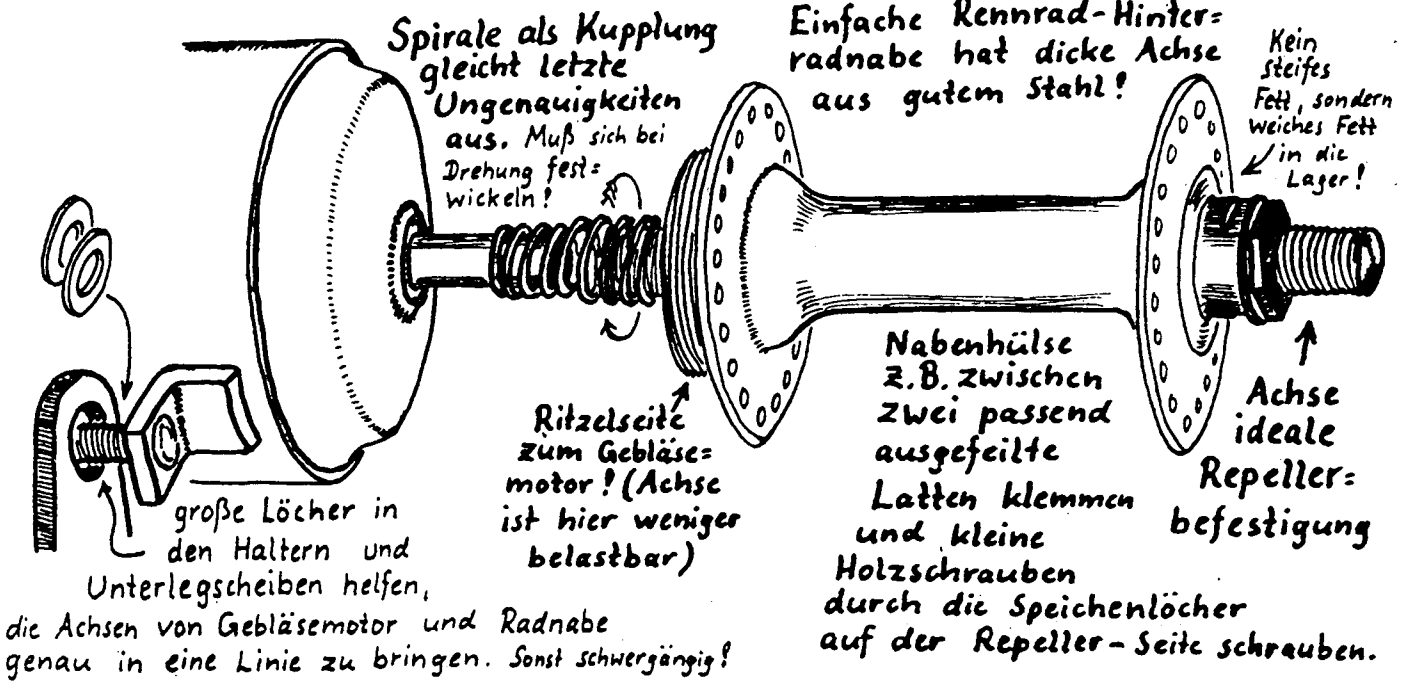 Spirale als Kupplung
gleicht letzte
Ungenauigkeiten
aus. Muß sich bei
Drehung fest=
wickeln!
Einfache Rennrad-Hinter=
radnabe hat dicke Achse
aus gutem Stahl!
Kein
steifes
Fett, sondern
weiches Fett
in die
Lager!
große Löcher in
den Haltern und
Unterlegscheiben helfen,
die Achsen von Gebläsemotor und Radnabe
genau in eine Linie zu bringen. Sonst schwergängig!
Ritzelseite
zum Gebläse=
motor! (Achse
ist hier weniger
belastbar)
Nabenhülse
z.B. zwischen
zwei passend
ausgefeilte
Latten klemmen
und kleine
Holzschrauben
durch die Speichenlöcher
auf der Repeller-Seite schrauben.
Achse
ideale
Repeller=
befestigung